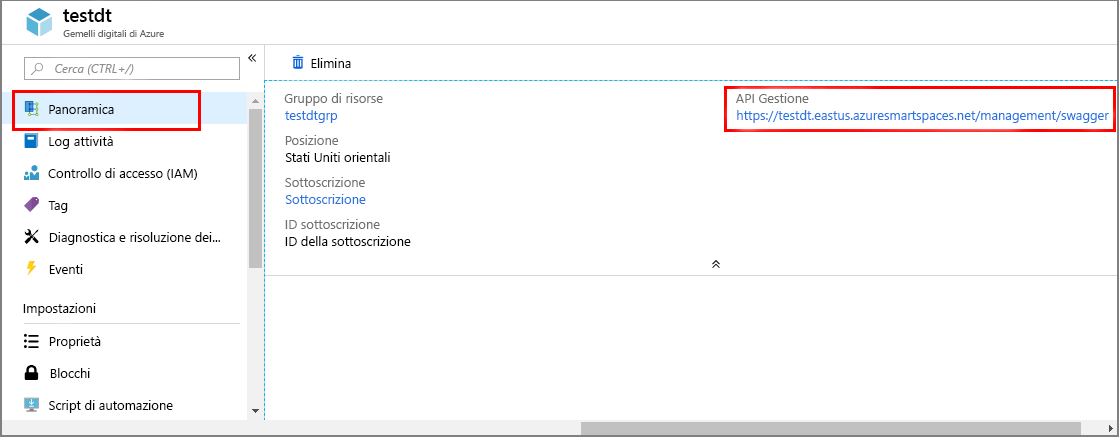 testdt
Gemelli digitali di Azure
Cerca (CTRL+/)
Panoramica
Log attività
Controllo di accesso (IAM)
Tag
Diagnostica e risoluzione dei...
Eventi
Impostazioni
Proprietà
Blocchi
Script di automazione
Elimina
Gruppo di risorse
testdtgrp
Posizione
Stati Uniti orientali
Sottoscrizione
Sottoscrizione
ID sottoscrizione
ID della sottoscrizione
API Gestione
https://testdt.eastus.azuresmartspaces.net/management/swagger